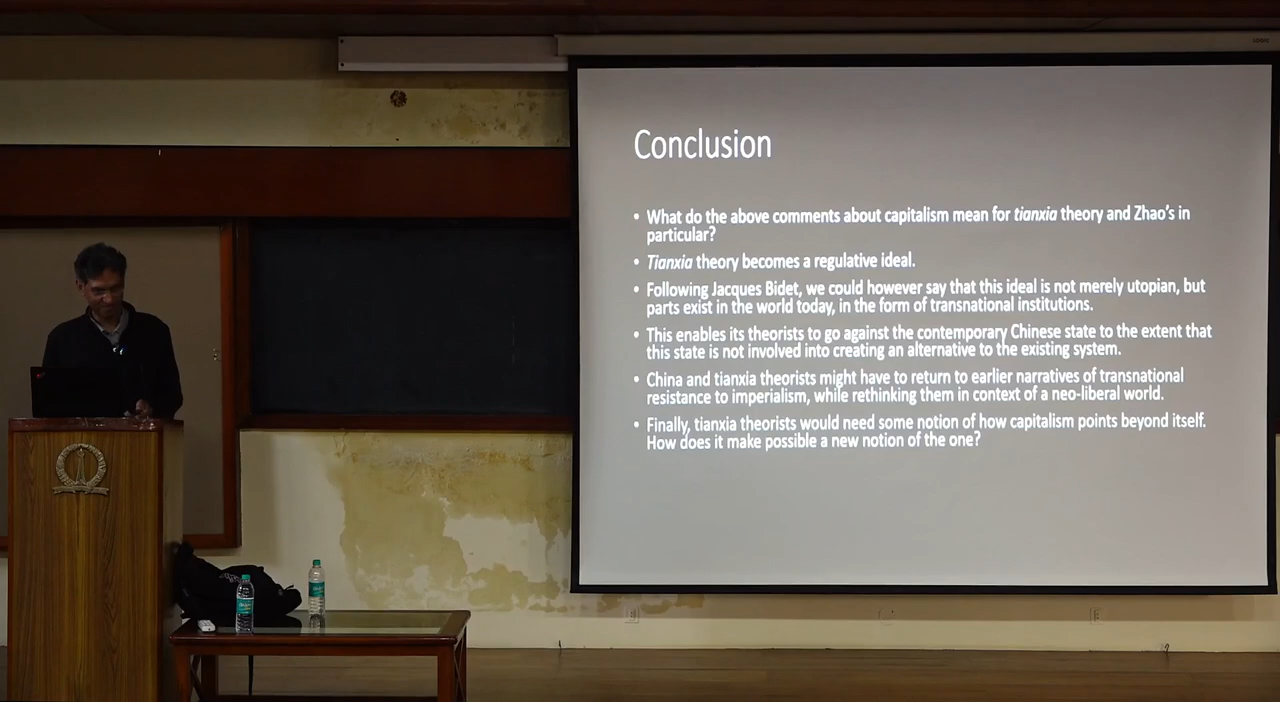 LOGIC
Conclusion
• What do the above comments about capitalism mean for tianxia theory and Zhao's in
particular?
• Tianxia theory becomes a regulative ideal.
• Following Jacques Bidet, we could however say that this ideal is not merely utopian, but
parts exist in the world today, in the form of transnational institutions.
• This enables its theorists to go against the contemporary Chinese state to the extent that
this state is not involved into creating an alternative to the existing system.
• China and tianxia theorists might have to return to earlier narratives of transnational
resistance to imperialism, while rethinking them in context of a neo-liberal world.
• Finally, tianxia theorists would need some notion of how capitalism points beyond itself.
How does it make possible a new notion of the one?